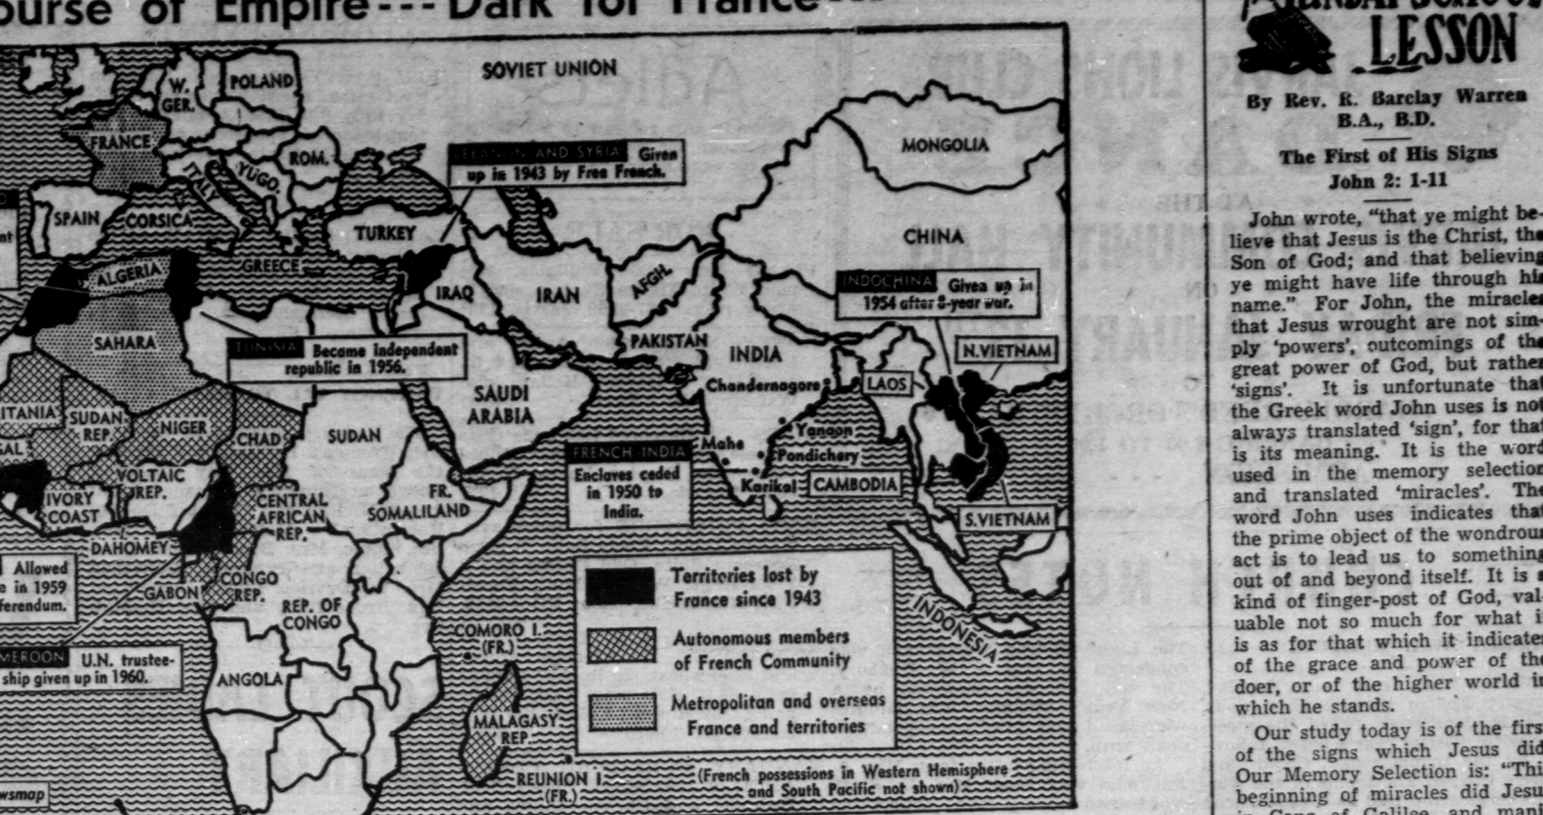 ourse of Empire---Dark for France---
SOVIET UNION
W.
GER.
POLAND
FRANCE
ROM.
ITALY
YUGO.
MONGOLIA
LEBANON AND SYRIA Given
up in 1943 by Free French.
SPAIN
CORSICA
TURKEY
CHINA
GREECE
ALGERIA
IRAQ
IRAN
AFGH.
INDOCHINA Given up in
1954 after 8-year war.
SAHARA
TUNISIA Became independent
republic in 1956.
PAKISTAN
INDIA
N.VIETNAM
Chandernagore
LAOS
SAUDI
ARABIA
ITANIA
SUDAN
REP.
NIGER
CHAD
SUDAN
GAL
Yanaon
Mahe
Pondichery
Karikal
CAMBODIA
FRENCH INDIA
Enclaves ceded
in 1950 to
India.
VOLTAIC
REP.
IVORY
COAST
CENTRAL
AFRICAN
REP.
FR.
SOMALILAND
S.VIETNAM
DAHOMEY
Allowed
e in 1959
ferendum.
GABON
CONGO
REP.
REP. OF
CONGO
INDONESIA
COMORO I.
(FR.)
MEROON U.N. trustee-
ship given up in 1960.
ANGOLA
MALAGASY
REP.
REUNION I.
(FR.)
Territories lost by
France since 1943
Autonomous members
of French Community
Metropolitan and overseas
France and territories
(French possessions in Western Hemisphere
and South Pacific not shown)
wsmap
LESSON
By Rev. R. Barclay Warren
B.A., B.D.
The First of His Signs
John 2: 1-11
John wrote, “that ye might be-
lieve that Jesus is the Christ, the
Son of God; and that believing
ye might have life through his
name.” For John, the miracles
that Jesus wrought are not sim-
ply ‘powers’, outcomings of the
great power of God, but rather
‘signs’. It is unfortunate that
the Greek word John uses is not
always translated ‘sign’, for that
is its meaning. It is the word
used in the memory selection
and translated ‘miracles’. The
word John uses indicates that
the prime object of the wondrou
act is to lead us to something
out of and beyond itself. It is a
kind of finger-post of God, val-
uable not so much for what i
is as for that which it indicates
of the grace and power of the
doer, or of the higher world in
which he stands.
Our study today is of the firs
of the signs which Jesus did
Our Memory Selection is: “Thi
beginning of miracles did Jesu